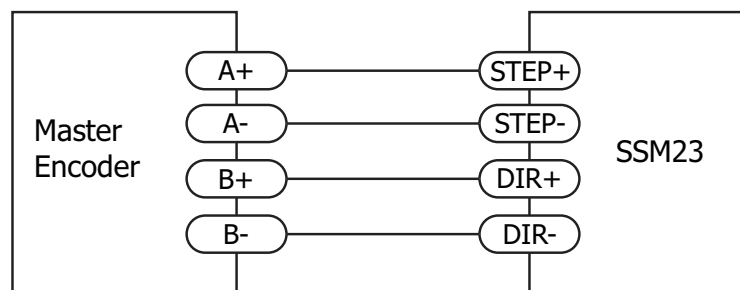 Master
Encoder
A+
A-
B+
B-
STEP+
STEP-
DIR+
DIR-
SSM23